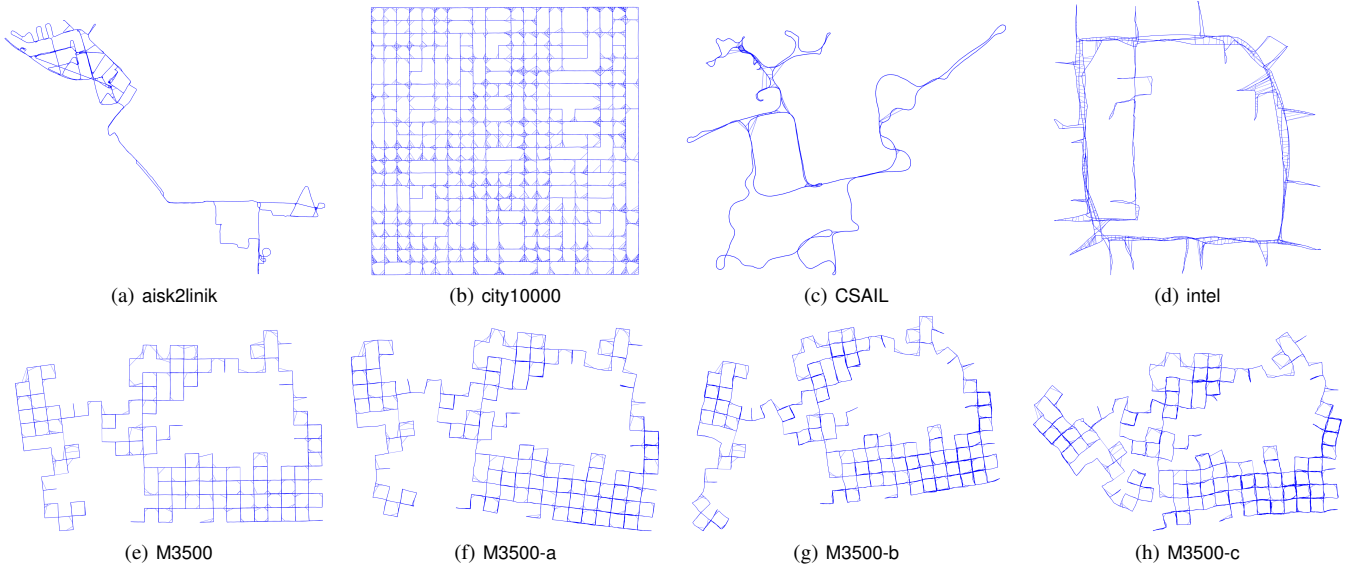 (a) aisk2linik
(b) city10000
(c) CSAIL
(d) intel
(e) M3500
(f) M3500-a
(g) M3500-b
(h) M3500-c